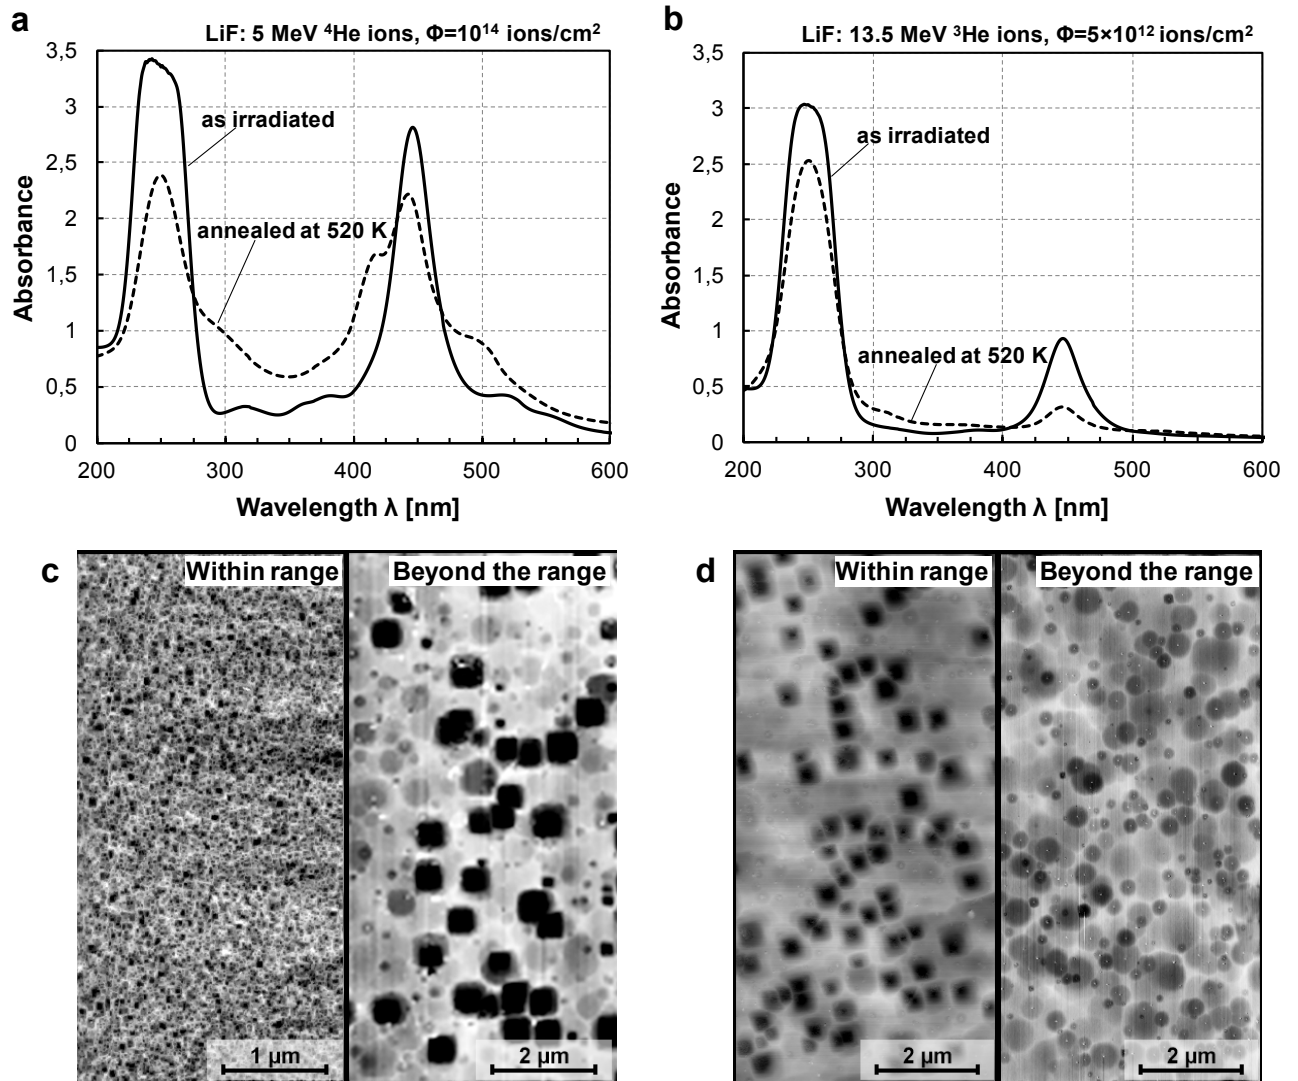 a
LiF: 5 MeV ⁴He ions, Φ=10¹⁴ ions/cm²
3,5
3
2,5
2
1,5
1
0,5
0
Absorbance
as irradiated
annealed at 520 K
200
300
400
500
600
Wavelength λ [nm]
b
LiF: 13.5 MeV ³He ions, Φ=5×10¹² ions/cm²
3,5
3
2,5
2
1,5
1
0,5
0
Absorbance
as irradiated
annealed at 520 K
200
300
400
500
600
Wavelength λ [nm]
c
Within range
Beyond the range
1 µm
2 µm
d
Within range
Beyond the range
2 µm
2 µm